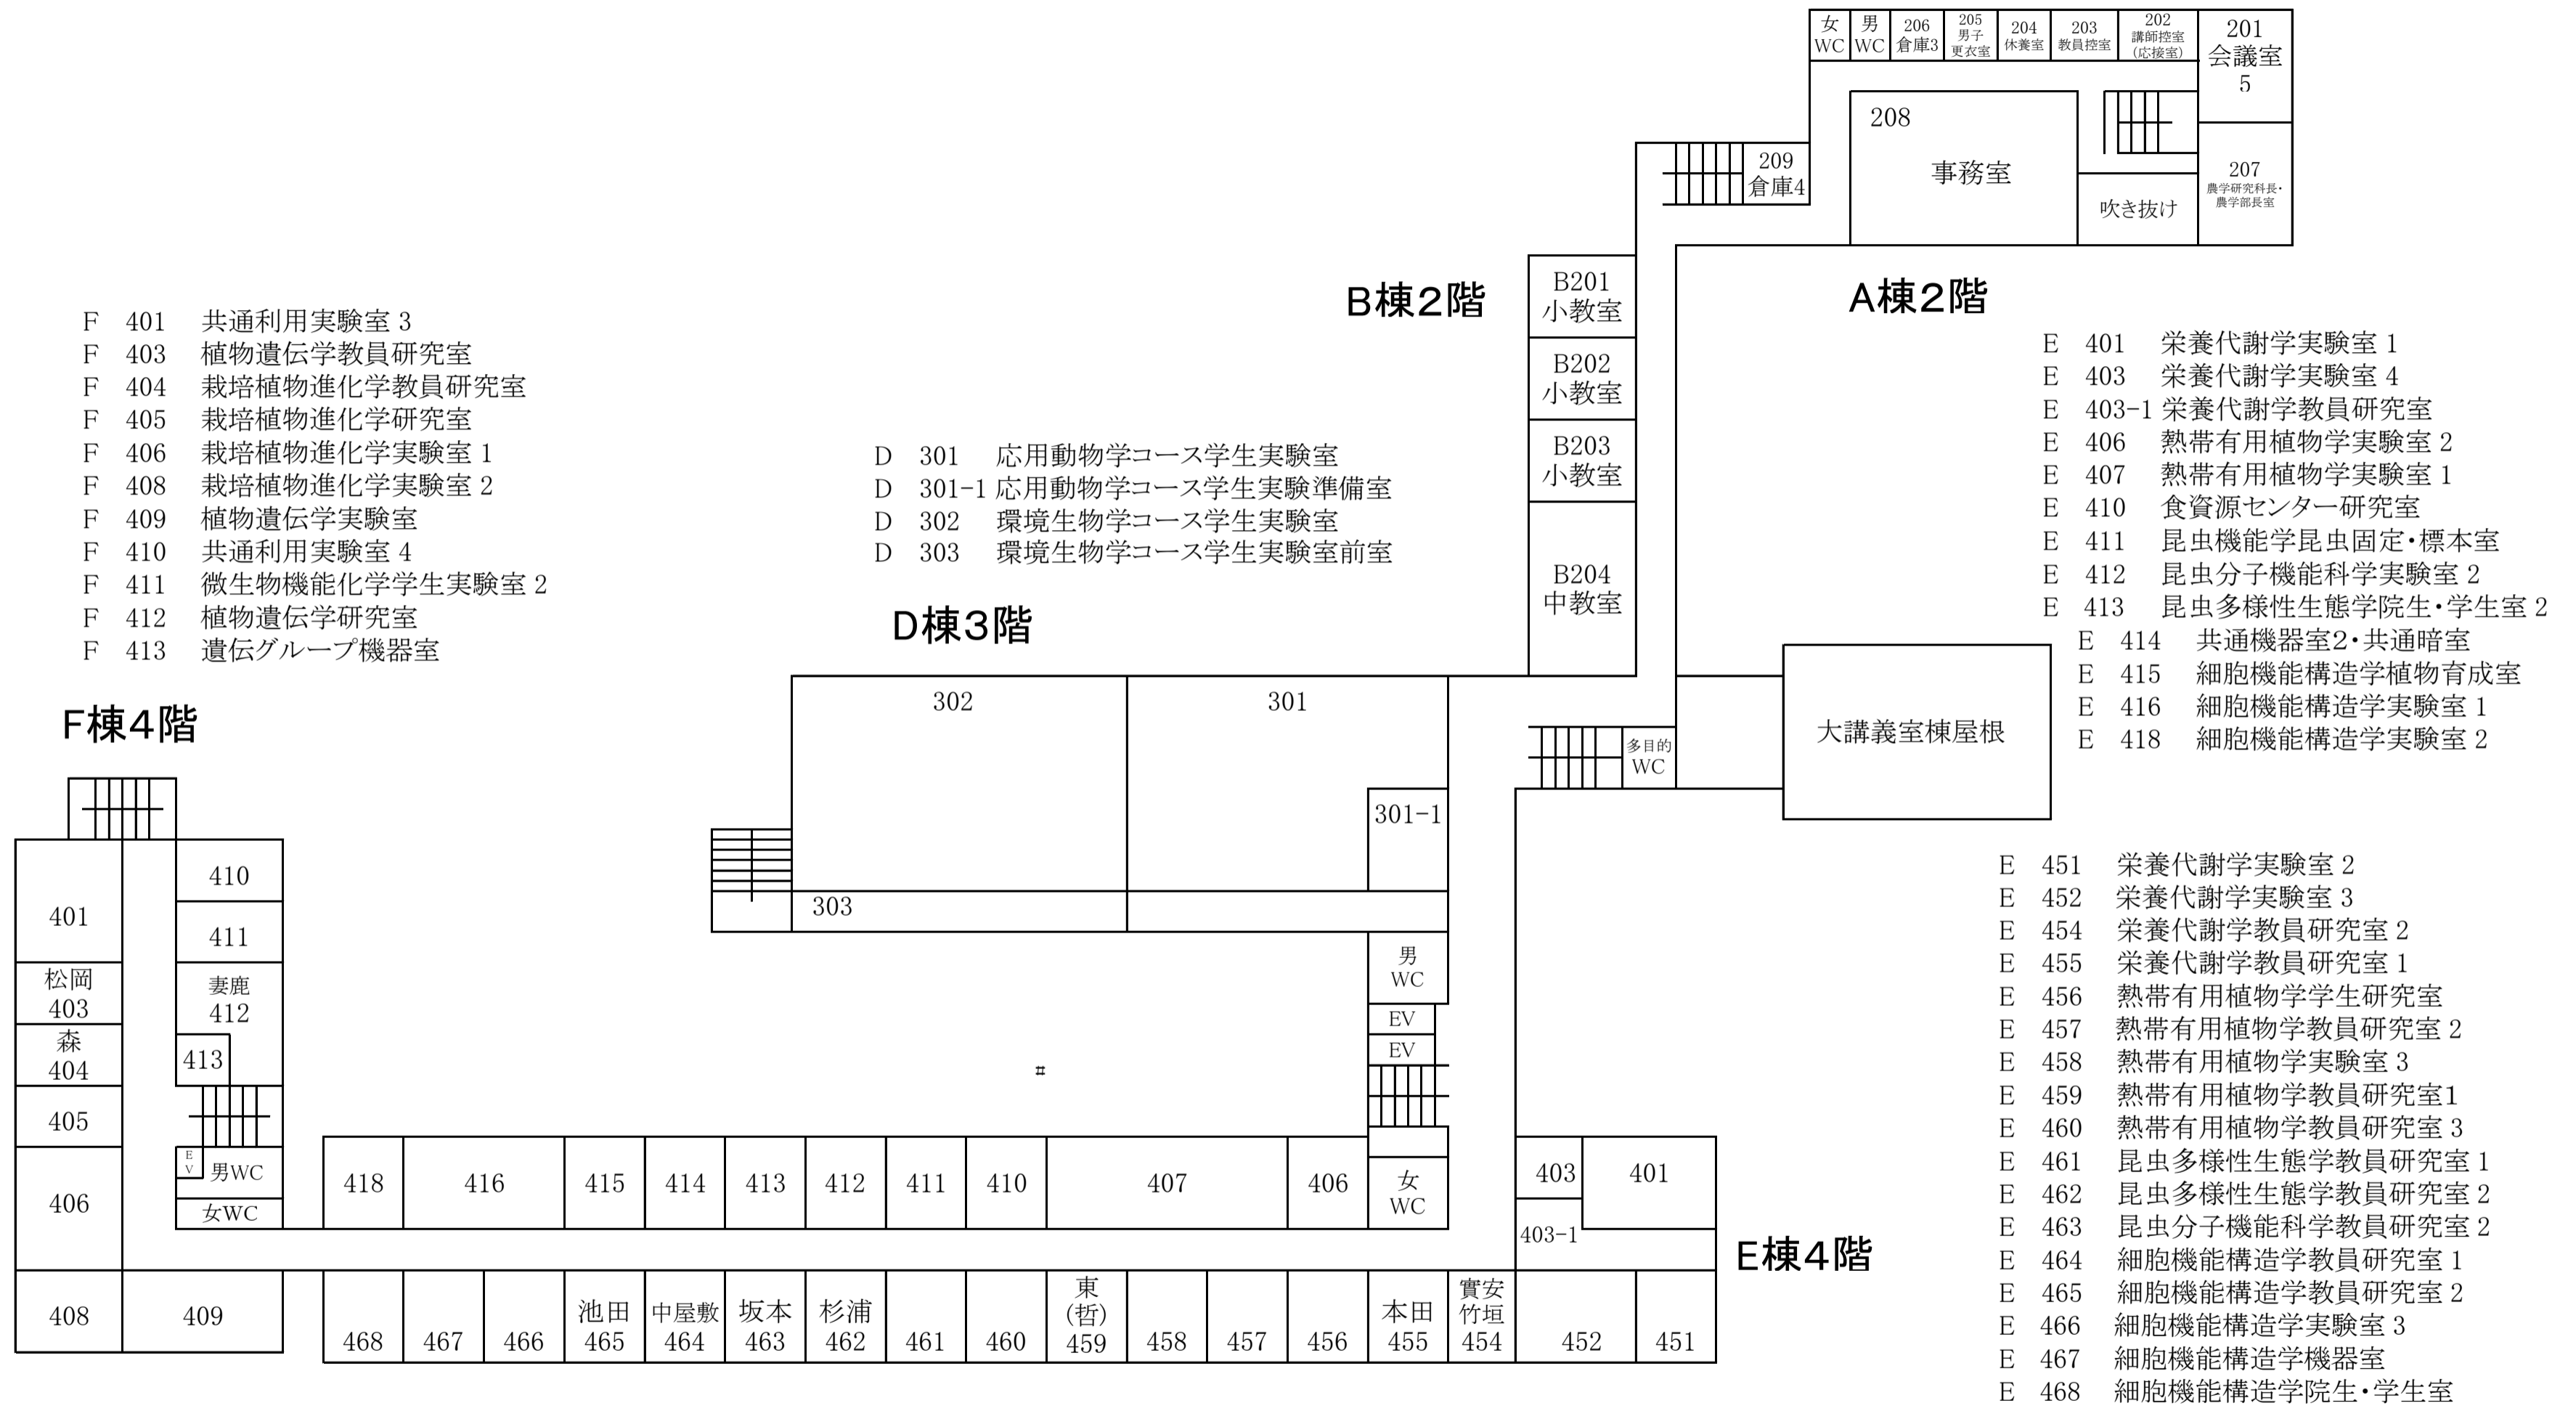 女
WC
男
WC
206
倉庫3
205
男子
更衣室
204
休養室
203
教員控室
202
講師控室
(応接室)
201
会議室
5
208
事務室
209
倉庫4
207
農学研究科長・
農学部長室
吹き抜け
B棟2階
A棟2階
B201
小教室
B202
小教室
B203
小教室
B204
中教室
F 401 共通利用実験室 3
F 403 植物遺伝学教員研究室
F 404 栽培植物進化学教員研究室
F 405 栽培植物進化学研究室
F 406 栽培植物進化学実験室 1
F 408 栽培植物進化学実験室 2
F 409 植物遺伝学実験室
F 410 共通利用実験室 4
F 411 微生物機能化学学生実験室 2
F 412 植物遺伝学研究室
F 413 遺伝グループ機器室
D 301 応用動物学コース学生実験室
D 301-1 応用動物学コース学生実験準備室
D 302 環境生物学コース学生実験室
D 303 環境生物学コース学生実験室前室
E 401 栄養代謝学実験室 1
E 403 栄養代謝学実験室 4
E 403-1 栄養代謝学教員研究室
E 406 熱帯有用植物学実験室 2
E 407 熱帯有用植物学実験室 1
E 410 食資源センター研究室
E 411 昆虫機能学昆虫固定・標本室
E 412 昆虫分子機能科学実験室 2
E 413 昆虫多様性生態学院生・学生室 2
E 414 共通機器室2・共通暗室
E 415 細胞機能構造学植物育成室
E 416 細胞機能構造学実験室 1
E 418 細胞機能構造学実験室 2
D棟3階
F棟4階
302
301
301-1
303
多目的
WC
大講義室棟屋根
男
WC
EV
EV
#
女
WC
401
松岡
403
森
404
405
406
408
409
410
411
妻鹿
412
413
E
V
男WC
女WC
418
416
415
414
413
412
411
410
407
406
403
401
403-1
E棟4階
468
467
466
池田
465
中屋敷
464
坂本
463
杉浦
462
461
460
東
(哲)
459
458
457
456
本田
455
實安
竹垣
454
452
451
E 451 栄養代謝学実験室 2
E 452 栄養代謝学実験室 3
E 454 栄養代謝学教員研究室 2
E 455 栄養代謝学教員研究室 1
E 456 熱帯有用植物学学生研究室
E 457 熱帯有用植物学教員研究室 2
E 458 熱帯有用植物学実験室 3
E 459 熱帯有用植物学教員研究室1
E 460 熱帯有用植物学教員研究室 3
E 461 昆虫多様性生態学教員研究室 1
E 462 昆虫多様性生態学教員研究室 2
E 463 昆虫分子機能科学教員研究室 2
E 464 細胞機能構造学教員研究室 1
E 465 細胞機能構造学教員研究室 2
E 466 細胞機能構造学実験室 3
E 467 細胞機能構造学機器室
E 468 細胞機能構造学院生・学生室